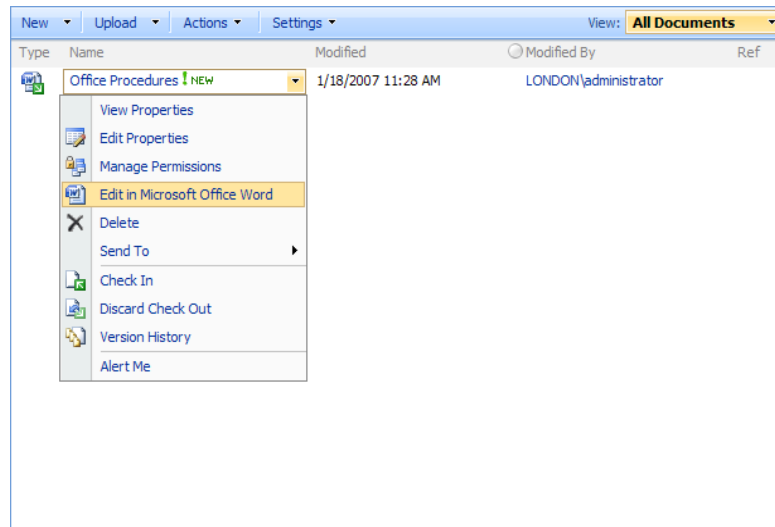 New Upload Actions Settings View: All Documents
Type Name Modified Modified By Ref
Office Procedures ! NEW 1/18/2007 11:28 AM LONDON\administrator
View Properties
Edit Properties
Manage Permissions
Edit in Microsoft Office Word
Delete
Send To
Check In
Discard Check Out
Version History
Alert Me